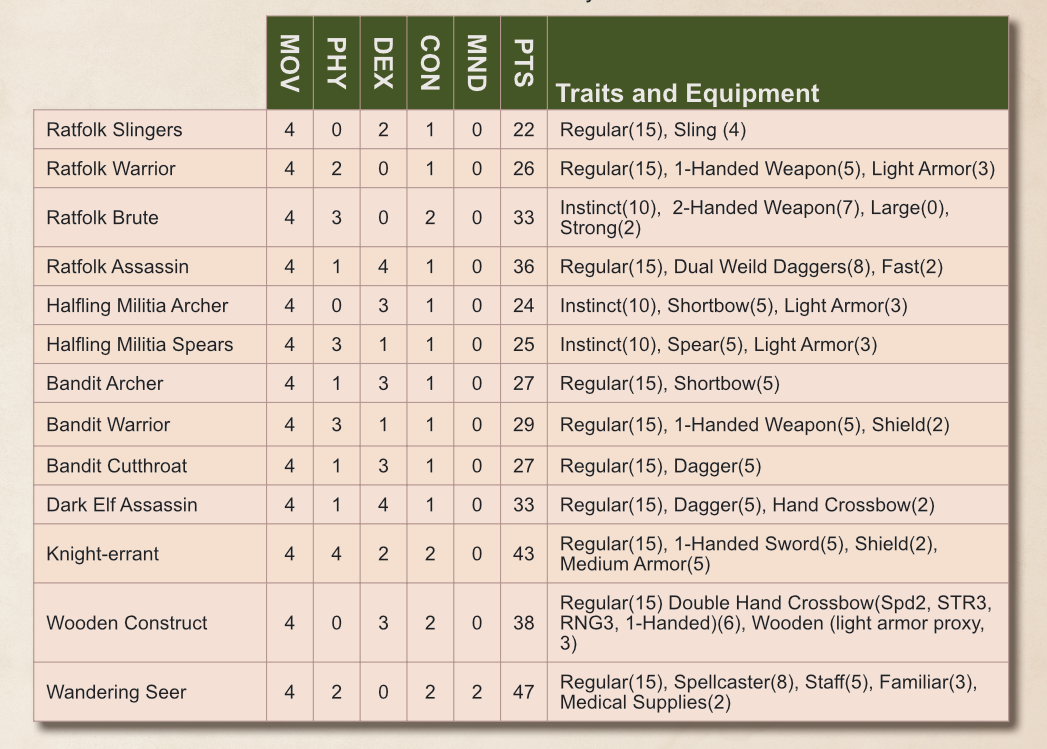 MOV PHY DEX CON MND PTS Traits and Equipment
Ratfolk Slingers 4 0 2 1 0 22 Regular(15), Sling (4)
Ratfolk Warrior 4 2 0 1 0 26 Regular(15), 1-Handed Weapon(5), Light Armor(3)
Ratfolk Brute 4 3 0 2 0 33 Instinct(10), 2-Handed Weapon(7), Large(0),
Strong(2)
Ratfolk Assassin 4 1 4 1 0 36 Regular(15), Dual Weild Daggers(8), Fast(2)
Halfling Militia Archer 4 0 3 1 0 24 Instinct(10), Shortbow(5), Light Armor(3)
Halfling Militia Spears 4 3 1 1 0 25 Instinct(10), Spear(5), Light Armor(3)
Bandit Archer 4 1 3 1 0 27 Regular(15), Shortbow(5)
Bandit Warrior 4 3 1 1 0 29 Regular(15), 1-Handed Weapon(5), Shield(2)
Bandit Cutthroat 4 1 3 1 0 27 Regular(15), Dagger(5)
Dark Elf Assassin 4 1 4 1 0 33 Regular(15), Dagger(5), Hand Crossbow(2)
Knight-errant 4 4 2 2 0 43 Regular(15), 1-Handed Sword(5), Shield(2),
Medium Armor(5)
Wooden Construct 4 0 3 2 0 38 Regular(15) Double Hand Crossbow(Spd2, STR3,
RNG3, 1-Handed)(6), Wooden (light armor proxy,
3)
Wandering Seer 4 2 0 2 2 47 Regular(15), Spellcaster(8), Staff(5), Familiar(3),
Medical Supplies(2)